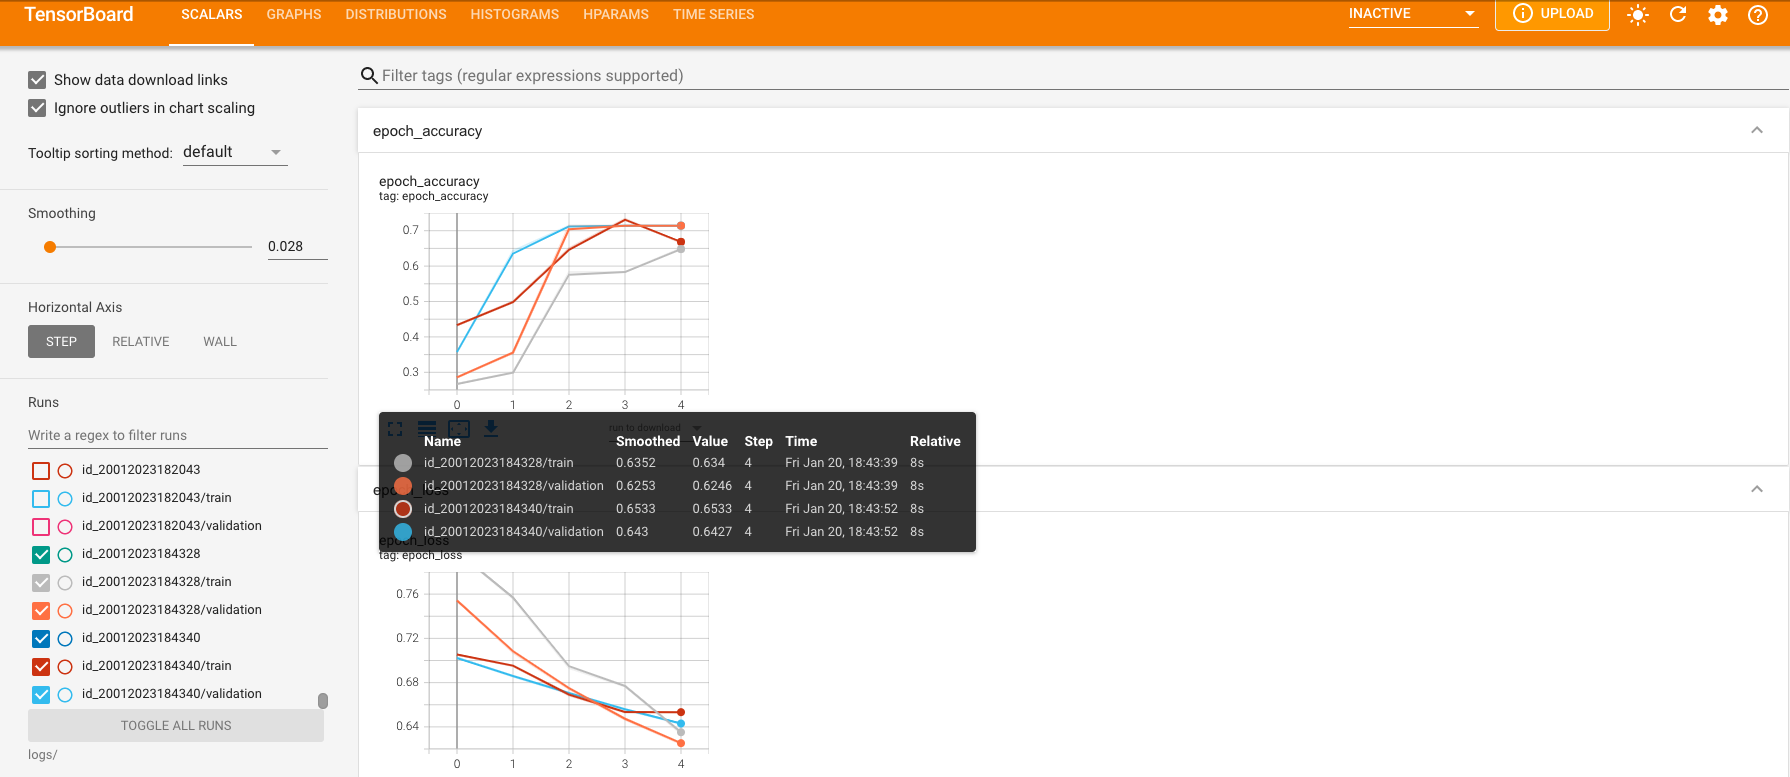 TensorBoard SCALARS GRAPHS DISTRIBUTIONS HISTOGRAMS HPARAMS TIME SERIES INACTIVE UPLOAD
Show data download links
Ignore outliers in chart scaling
Tooltip sorting method: default
Smoothing
0.028
Horizontal Axis
STEP RELATIVE WALL
Runs
Write a regex to filter runs
id_20012023182043
id_20012023182043/train
id_20012023182043/validation
id_20012023184328
id_20012023184328/train
id_20012023184328/validation
id_20012023184340
id_20012023184340/train
id_20012023184340/validation
TOGGLE ALL RUNS
logs/
Filter tags (regular expressions supported)
epoch_accuracy
epoch_accuracy
tag: epoch_accuracy
0.7
0.6
0.5
0.4
0.3
0 1 2 3 4
run to download
Name Smoothed Value Step Time Relative
id_20012023184328/train 0.6352 0.634 4 Fri Jan 20, 18:43:39 8s
id_20012023184328/validation 0.6253 0.6246 4 Fri Jan 20, 18:43:39 8s
id_20012023184340/train 0.6533 0.6533 4 Fri Jan 20, 18:43:52 8s
id_20012023184340/validation 0.643 0.6427 4 Fri Jan 20, 18:43:52 8s
epoch_loss
epoch_loss
tag: epoch_loss
0.76
0.72
0.68
0.64
0 1 2 3 4